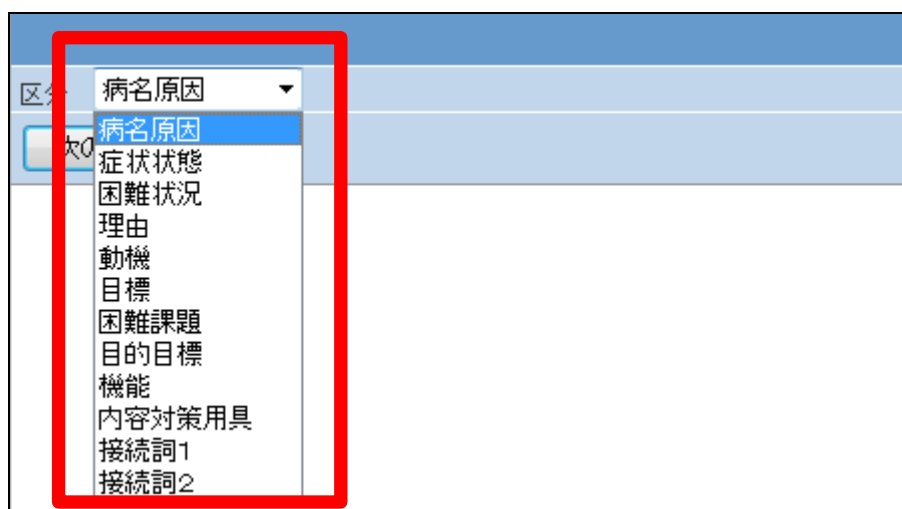 区分 病名原因
次の
病名原因
症状状態
困難状況
理由
動機
目標
困難課題
目的目標
機能
内容対策用具
接続詞1
接続詞2